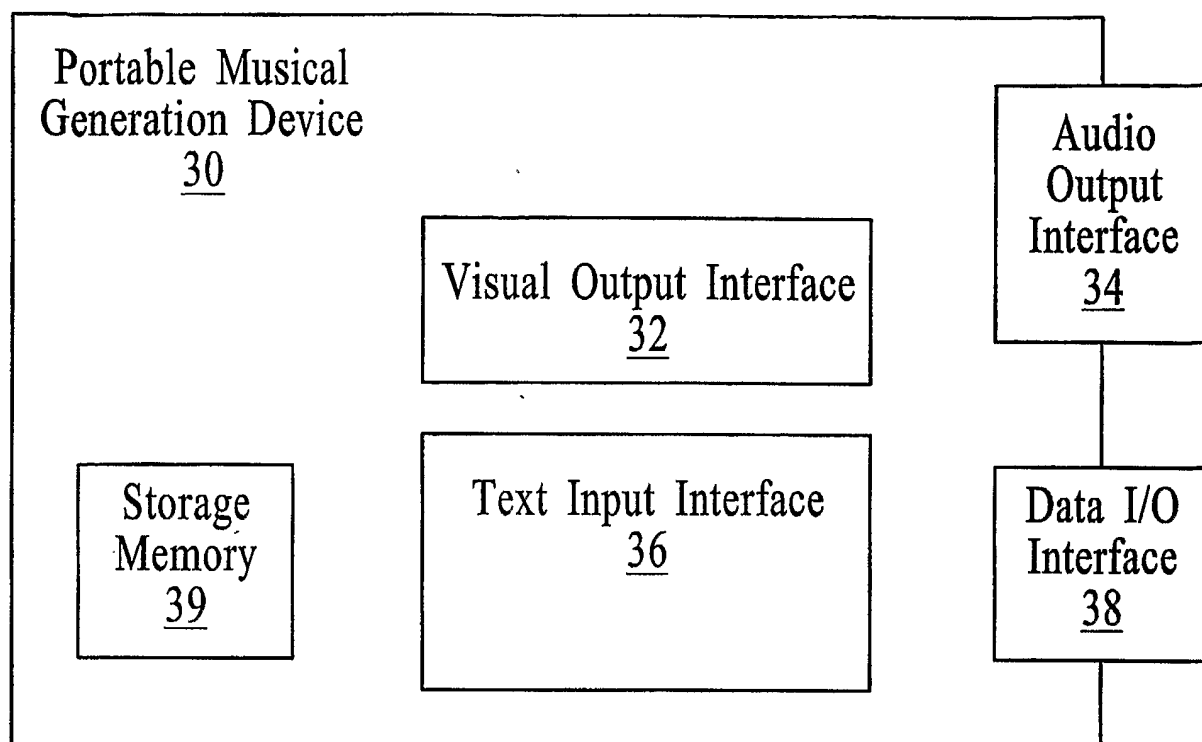 Portable Musical
Generation Device
30
Audio
Output
Interface
34
Visual Output Interface
32
Storage
Memory
39
Text Input Interface
36
Data I/O
Interface
38